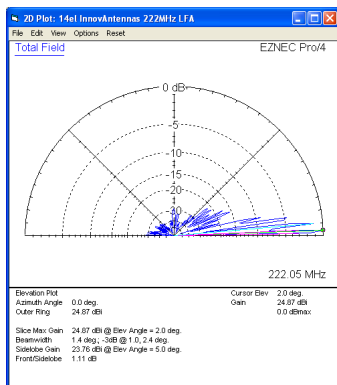 2D Plot: 14el InnovAntennas 222MHz LFA
File Edit View Options Reset
Total Field EZNEC Pro/4
0 dB
-5
-10
-15
-20
-30
222.05 MHz
Elevation Plot Cursor Elev 2.0 deg.
Azimuth Angle 0.0 deg. Gain 24.87 dBi
Outer Ring 24.87 dBi 0.0 dBmax
Slice Max Gain 24.87 dBi @ Elev Angle = 2.0 deg.
Beamwidth 1.4 deg.; -3dB @ 1.0, 2.4 deg.
Sidelobe Gain 23.76 dBi @ Elev Angle = 5.0 deg.
Front/Sidelobe 1.11 dB